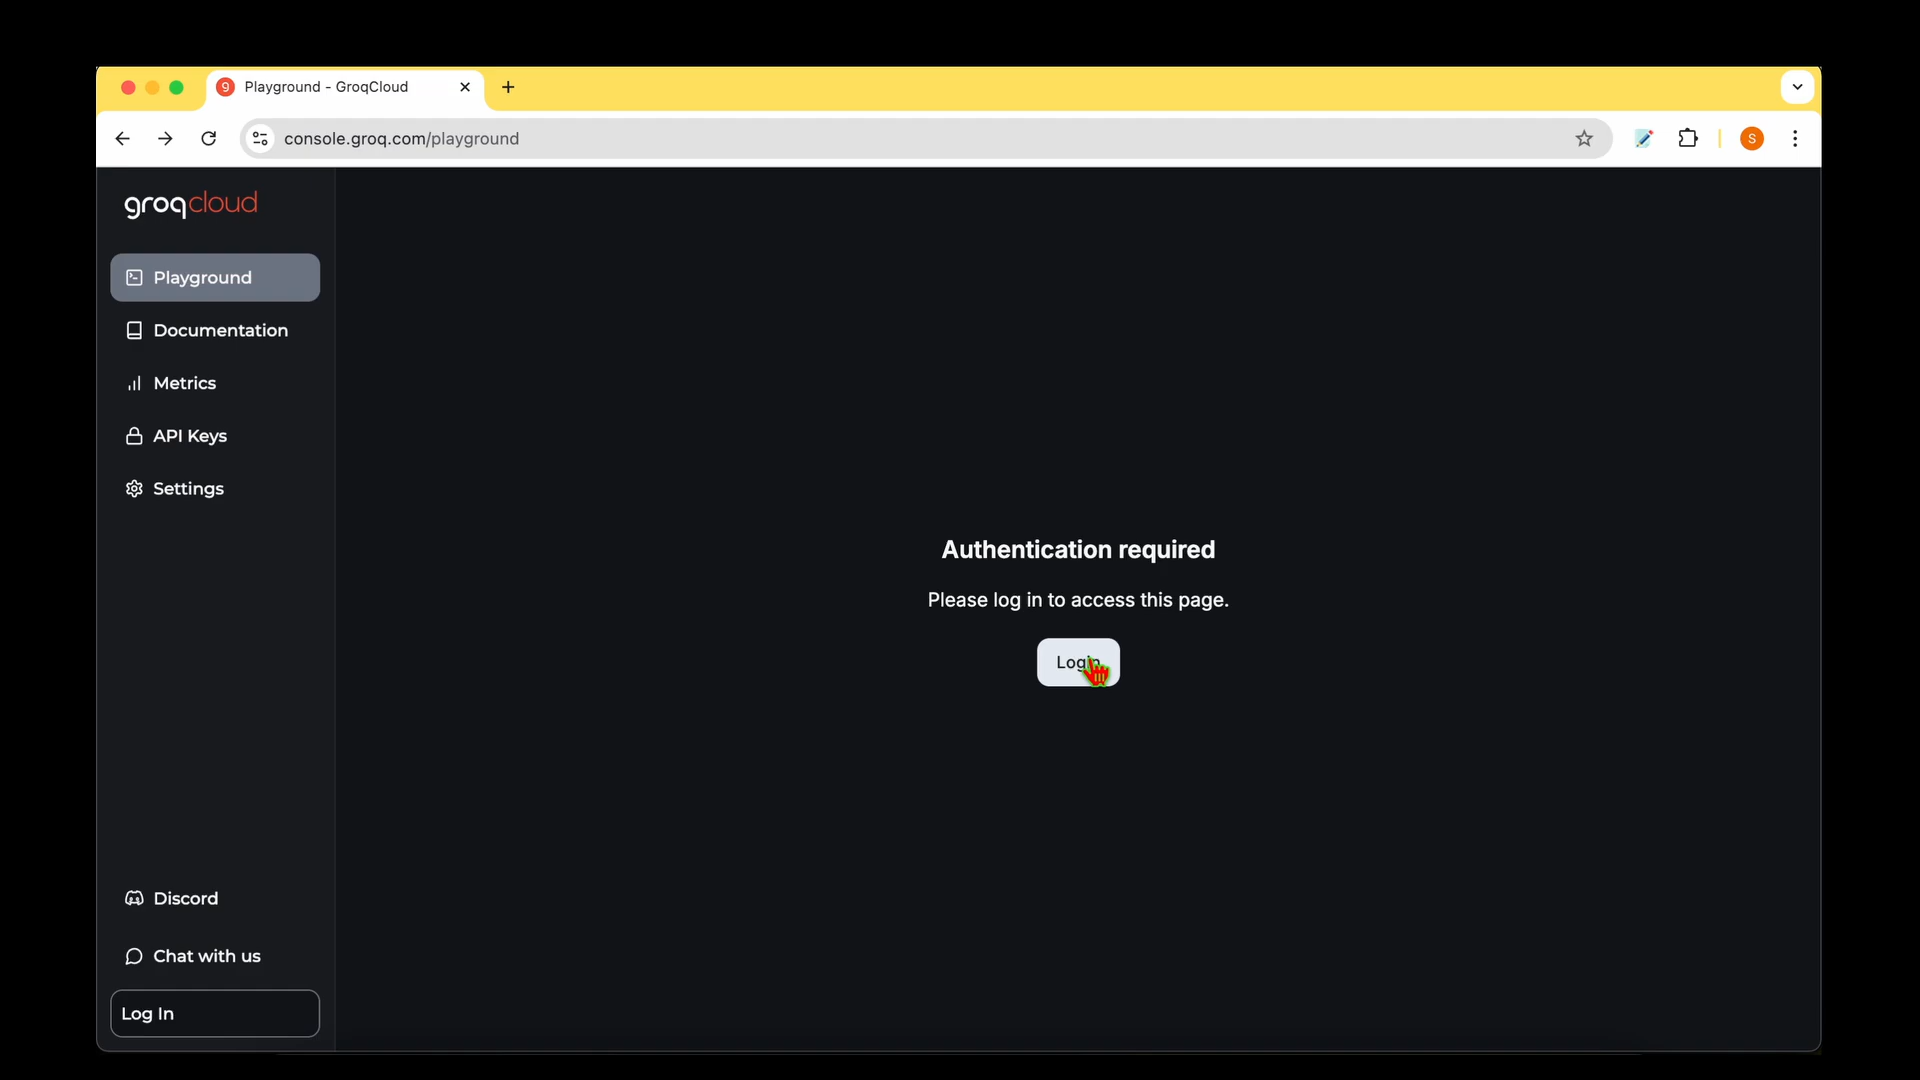 Playground - GroqCloud
console.groq.com/playground
S
groqcloud
Playground
Documentation
Metrics
API Keys
Settings
Authentication required
Please log in to access this page.
Login
Discord
Chat with us
Log In